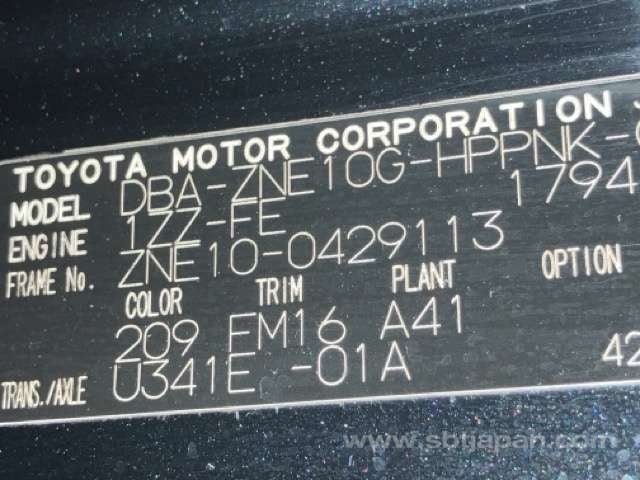 TOYOTA MOTOR CORPORATION
MODEL DBA-ZNE10G-HPPNK-
ENGINE 1ZZ-FE 1794
FRAME No. ZNE10-0429113
COLOR TRIM PLANT OPTION
209 FM16 A41
TRANS./AXLE U341E -01A 42
www.sbtjapan.com